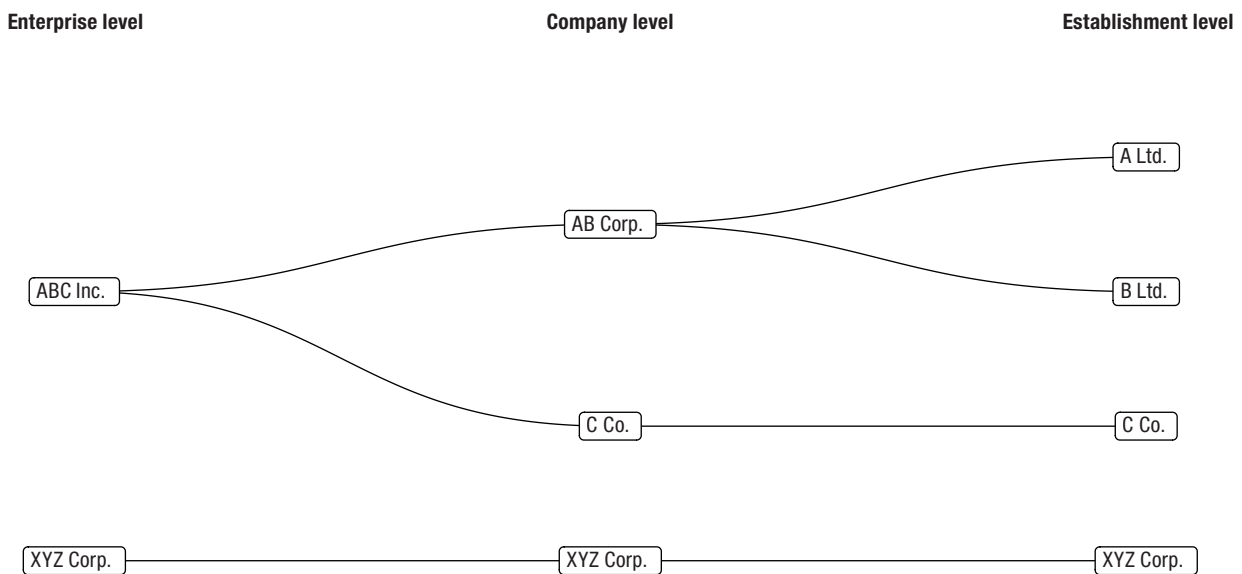 Enterprise level Company level Establishment level
A Ltd.
AB Corp.
ABC Inc. B Ltd.
C Co. C Co.
XYZ Corp. XYZ Corp. XYZ Corp.